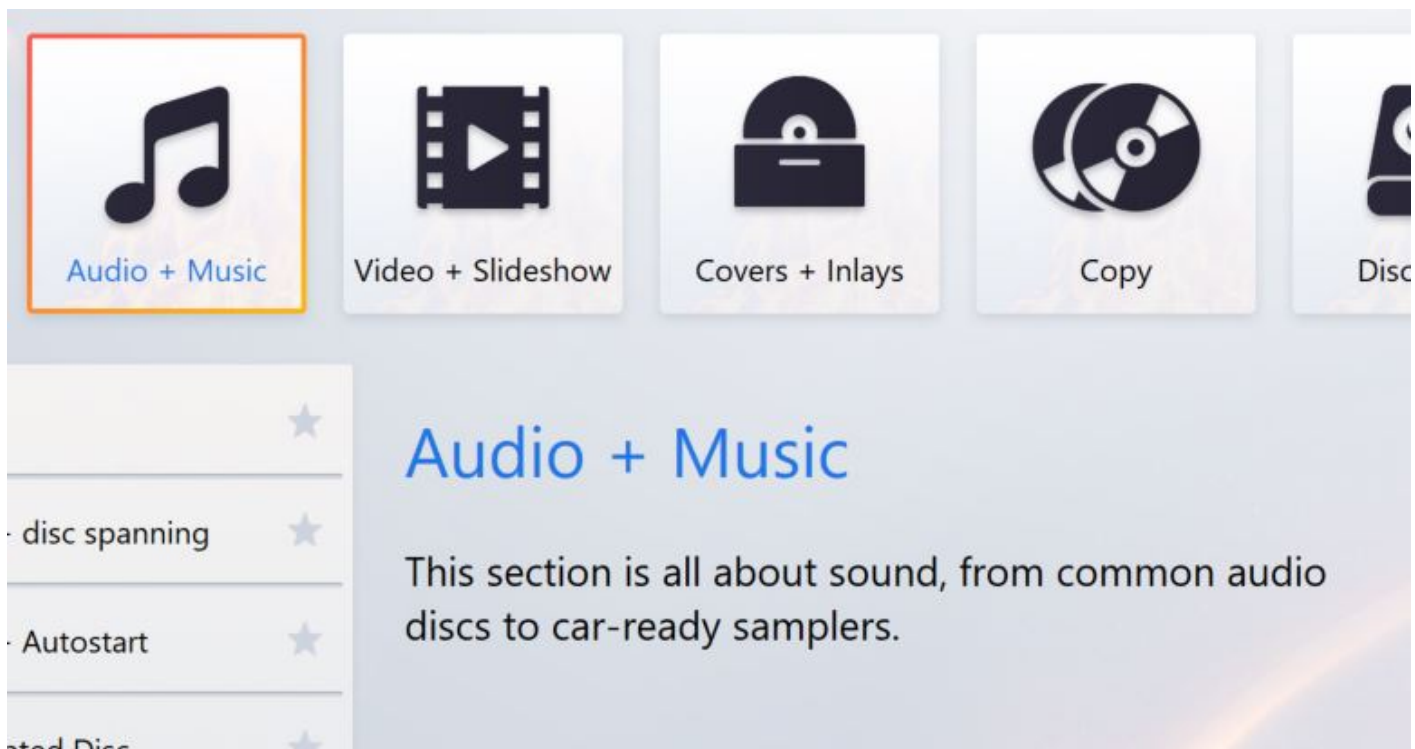 Audio + Music
Video + Slideshow
Covers + Inlays
Copy
Disc
disc spanning
Autostart
Disc
Audio + Music
This section is all about sound, from common audio
discs to car-ready samplers.